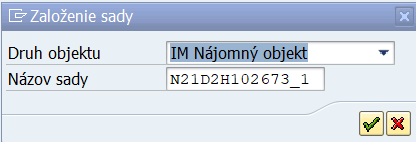 Založenie sady
Druh objektu IM Nájomný objekt
Názov sady N21D2H102673_1